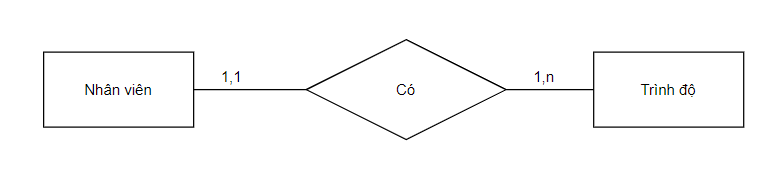 Nhân viên
1,1
Có
1,n
Trình độ